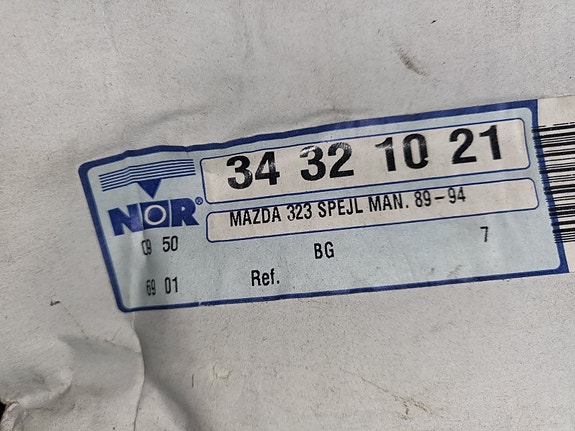 34 32 10 21
NOR®
MAZDA 323 SPEJL MAN. 89-94
09 50
BG
7
69 01
Ref.